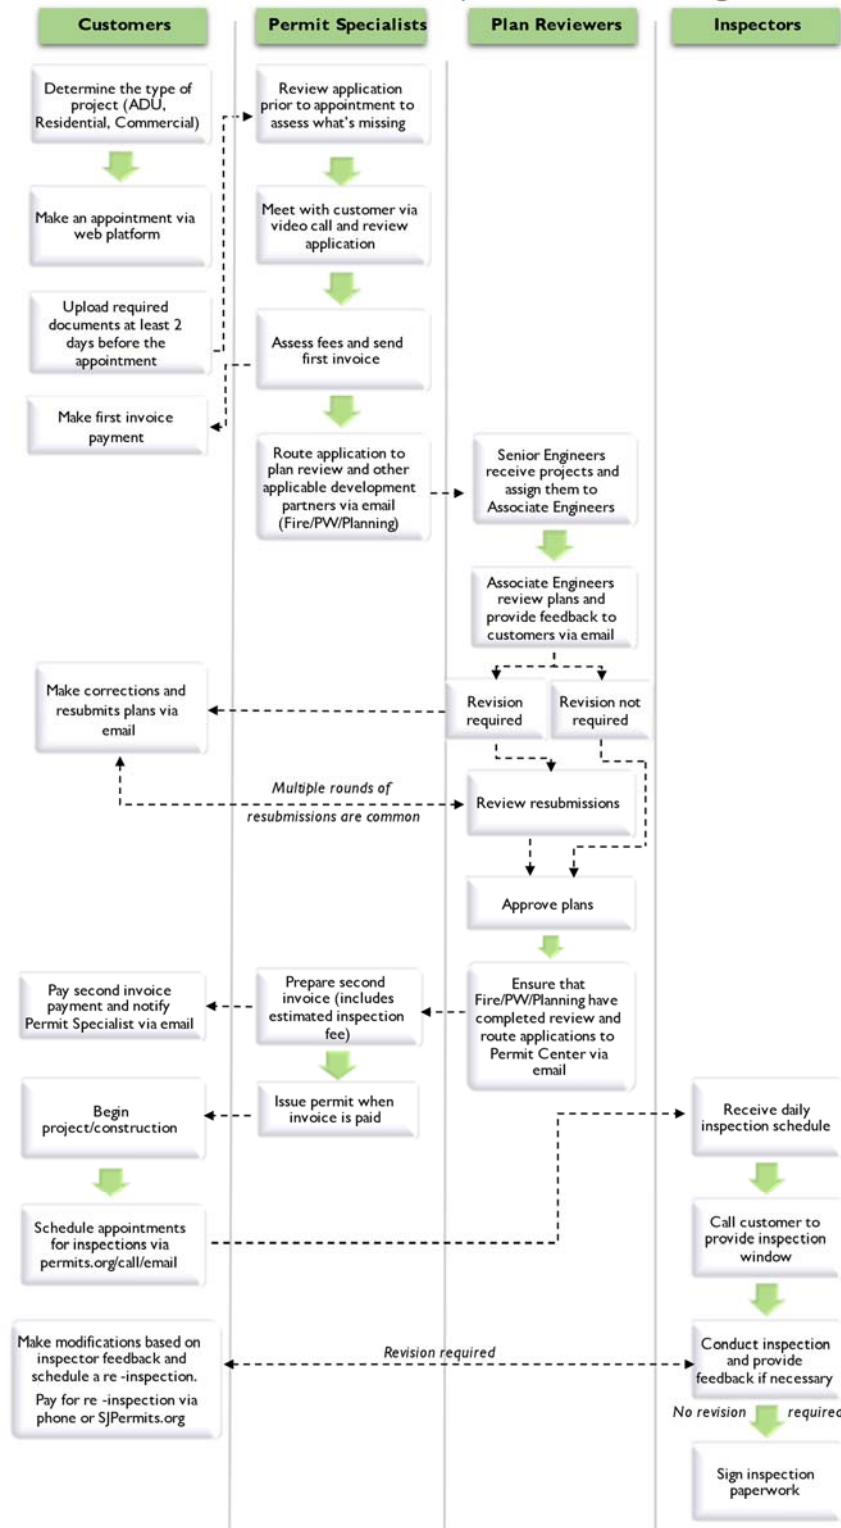 Customers
Permit Specialists
Plan Reviewers
Inspectors
Determine the type of
project (ADU,
Residential, Commercial)
Review application
prior to appointment to
assess what's missing
Make an appointment via
web platform
Meet with customer via
video call and review
application
Upload required
documents at least 2
days before the
appointment
Assess fees and send
first invoice
Make first invoice
payment
Route application to
plan review and other
applicable development
partners via email
(Fire/PW/Planning)
Senior Engineers
receive projects and
assign them to
Associate Engineers
Associate Engineers
review plans and
provide feedback to
customers via email
Make corrections and
resubmits plans via
email
Revision
required
Revision not
required
Multiple rounds of
resubmissions are common
Review resubmissions
Approve plans
Pay second invoice
payment and notify
Permit Specialist via email
Prepare second
invoice (includes
estimated inspection
fee)
Ensure that
Fire/PW/Planning have
completed review and
route applications to
Permit Center via
email
Begin
project/construction
Issue permit when
invoice is paid
Receive daily
inspection schedule
Schedule appointments
for inspections via
permits.org/call/email
Call customer to
provide inspection
window
Make modifications based on
inspector feedback and
schedule a re -inspection.
Pay for re -inspection via
phone or SJPermits.org
Revision required
Conduct inspection
and provide
feedback if necessary
No revision required
Sign inspection
paperwork